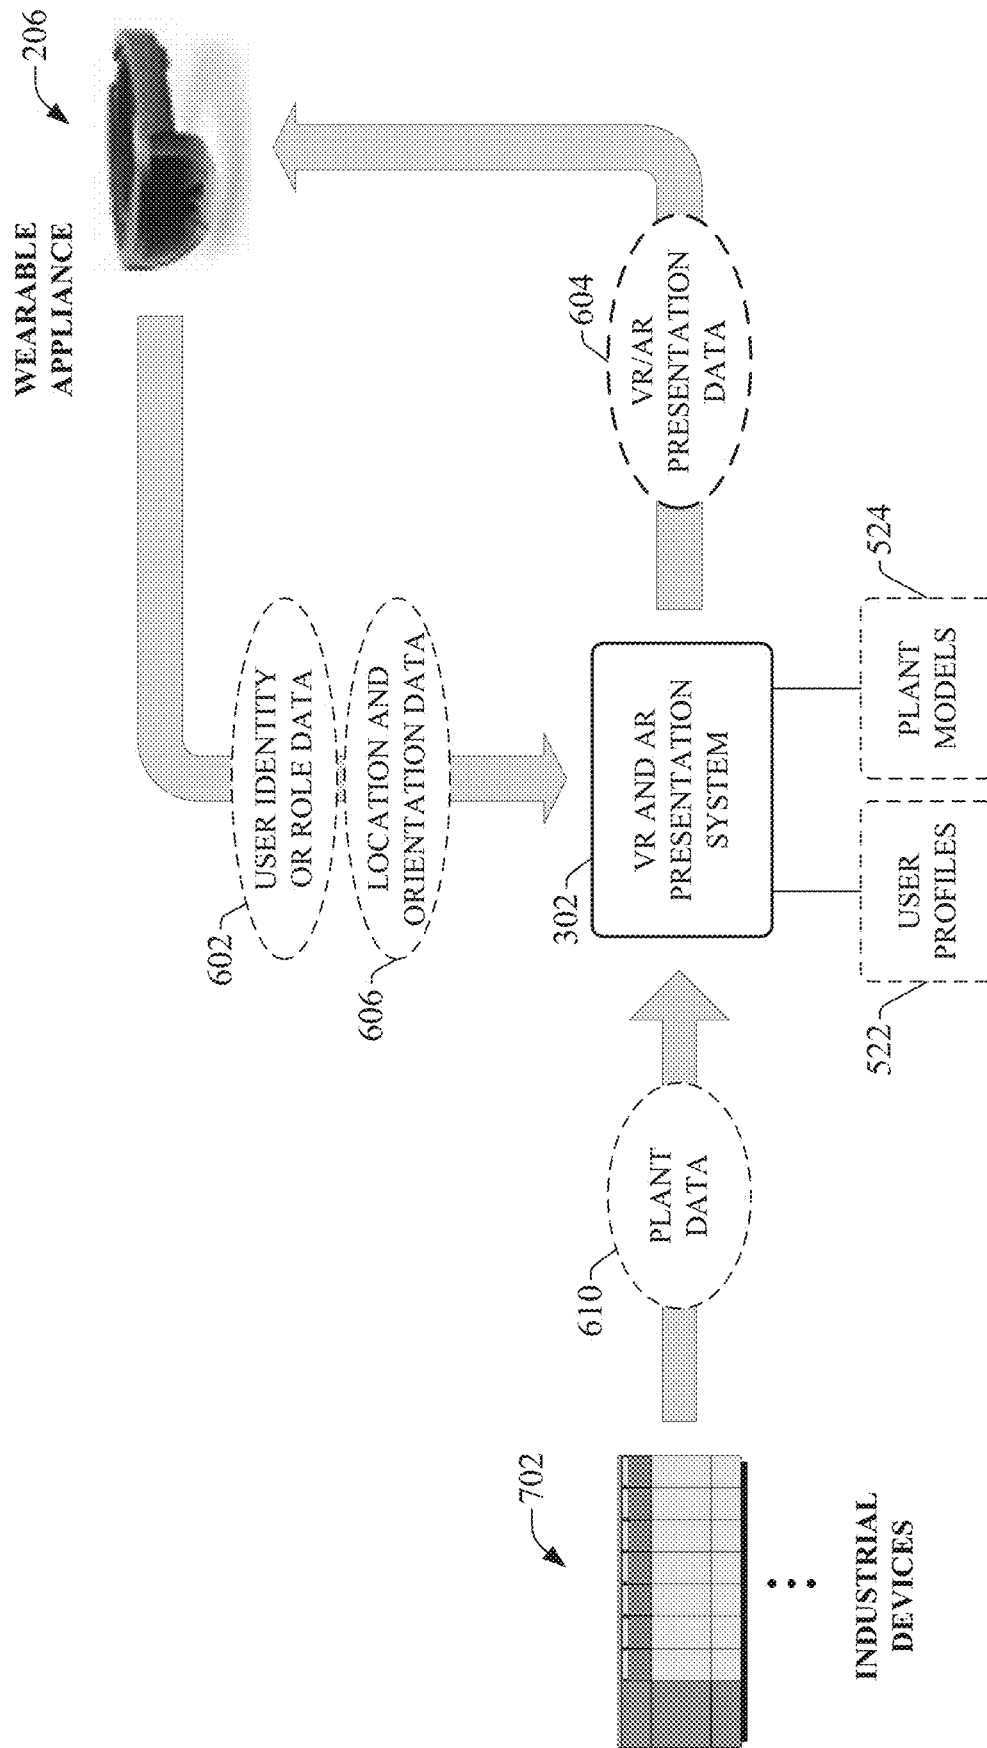 WEARABLE
APPLIANCE
206
USER IDENTITY
OR ROLE DATA
602
LOCATION AND
ORIENTATION DATA
606
702
INDUSTRIAL
DEVICES
610
PLANT
DATA
302
VR AND AR
PRESENTATION
SYSTEM
604
VR/AR
PRESENTATION
DATA
522
USER
PROFILES
PLANT
MODELS
524